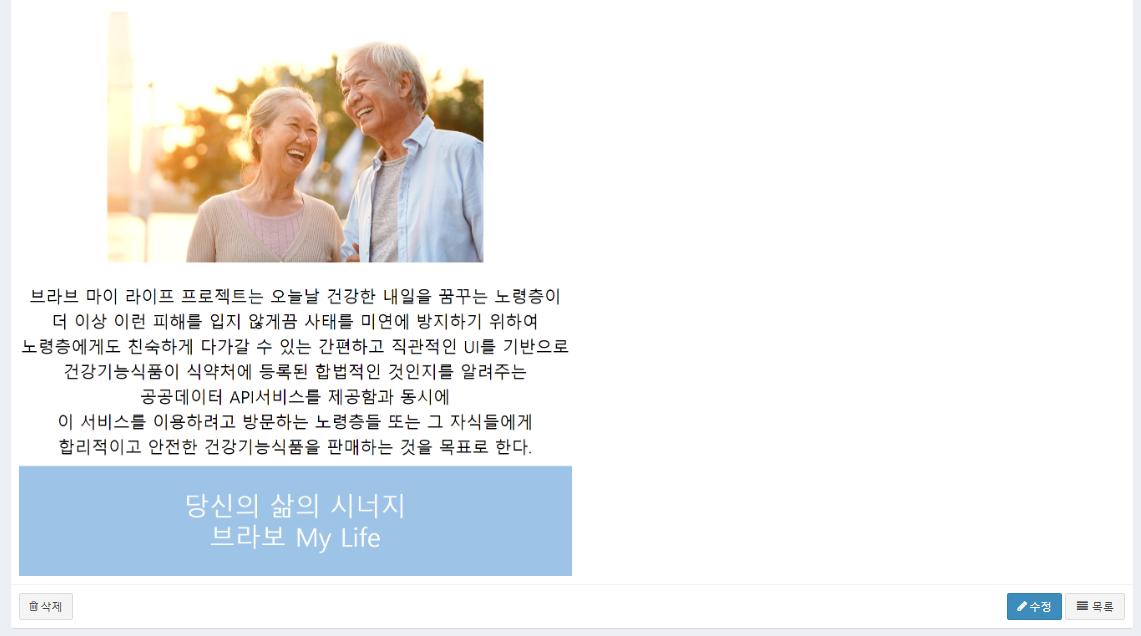 브라브 마이 라이프 프로젝트는 오늘날 건강한 내일을 꿈꾸는 노령층이
더 이상 이런 피해를 입지 않게끔 사태를 미연에 방지하기 위하여
노령층에게도 친숙하게 다가갈 수 있는 간편하고 직관적인 UI를 기반으로
건강기능식품이 식약처에 등록된 합법적인 것인지를 알려주는
공공데이터 API서비스를 제공함과 동시에
이 서비스를 이용하려고 방문하는 노령층들 또는 그 자식들에게
합리적이고 안전한 건강기능식품을 판매하는 것을 목표로 한다.
당신의 삶의 시너지
브라보 My Life
삭제
수정
목록